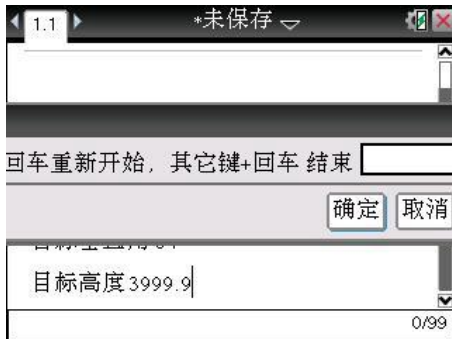 1.1
*未保存
回车重新开始, 其它键+回车 结束
确定 取消
目标高度3999.9
0/99